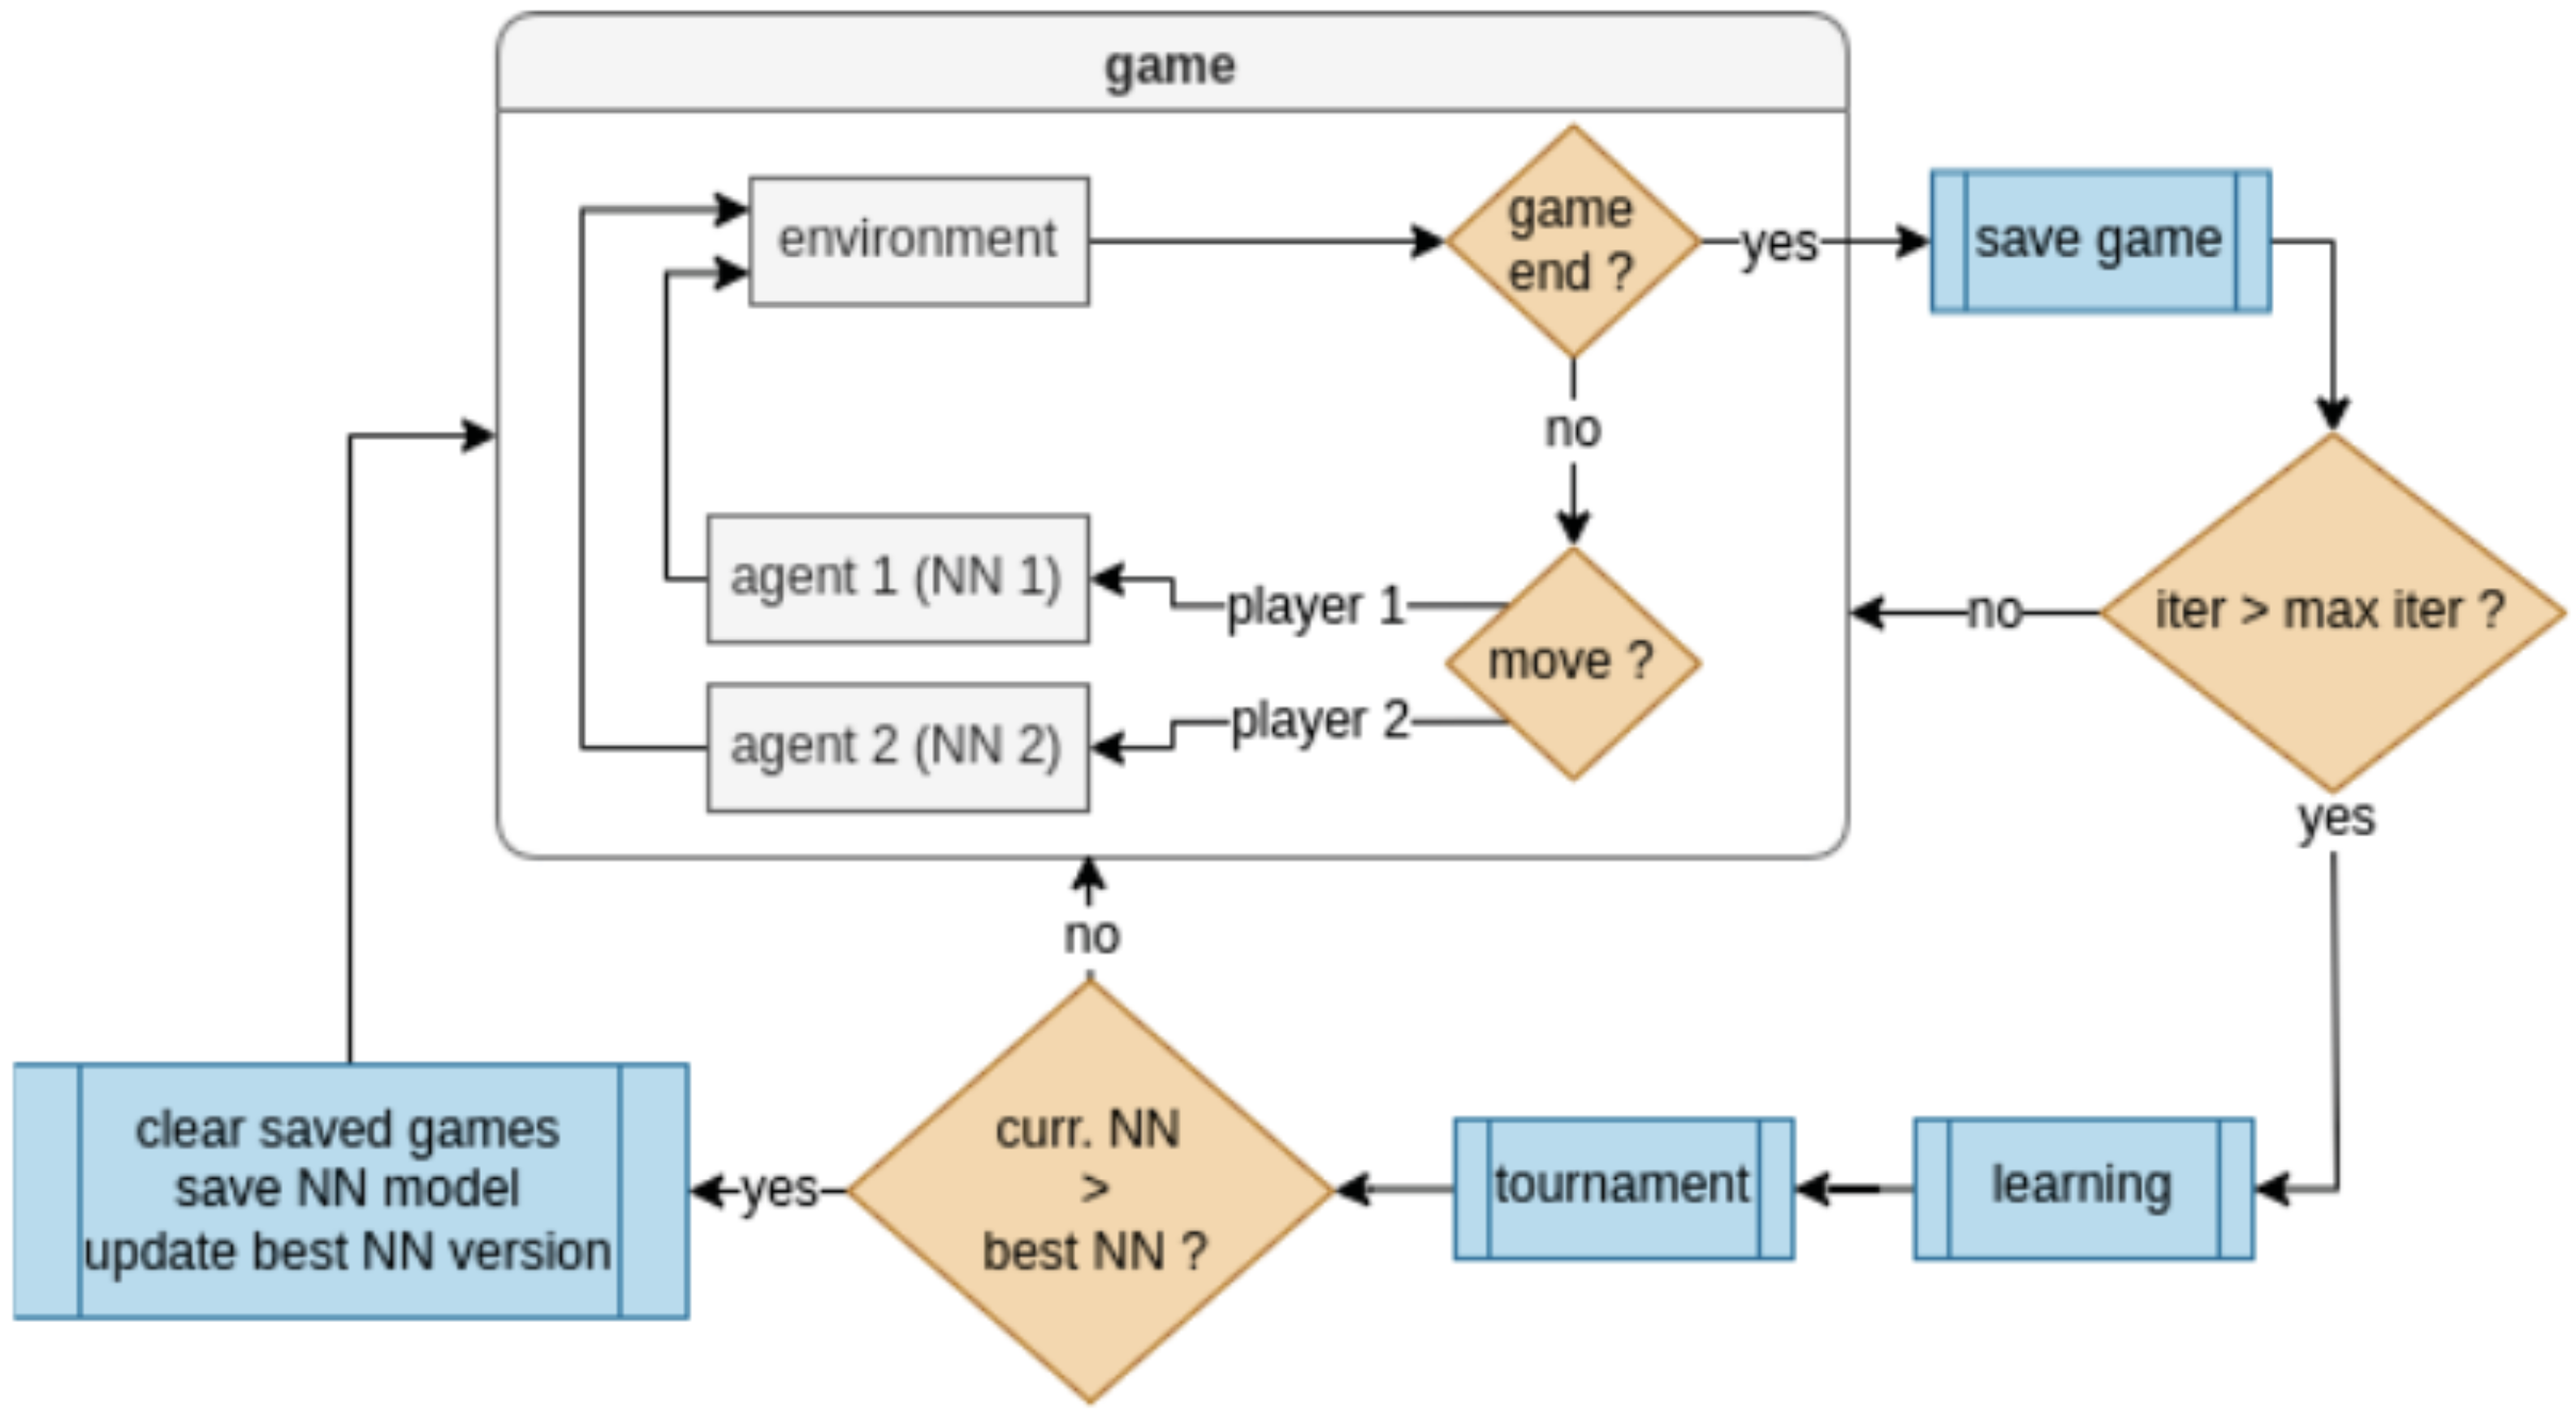 game
environment
game
end ?
yes
save game
no
agent 1 (NN 1)
player 1
move ?
no
iter > max iter ?
agent 2 (NN 2)
player 2
yes
no
clear saved games
save NN model
update best NN version
yes
curr. NN
>
best NN ?
tournament
learning